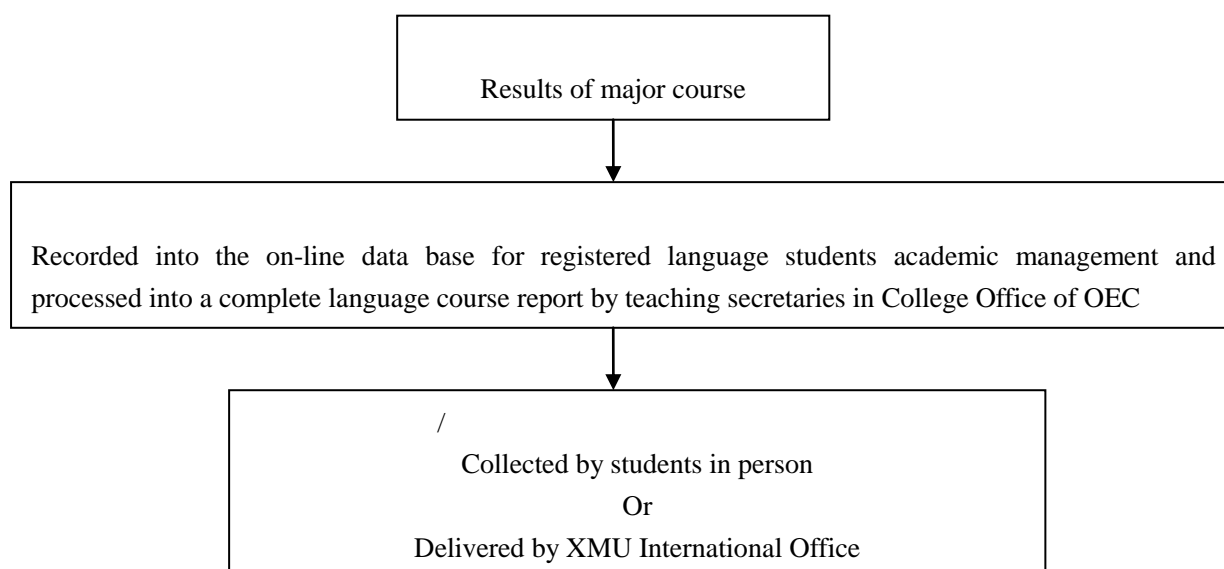 Results of major course
Recorded into the on-line data base for registered language students academic management and
processed into a complete language course report by teaching secretaries in College Office of OEC
/
Collected by students in person
Or
Delivered by XMU International Office